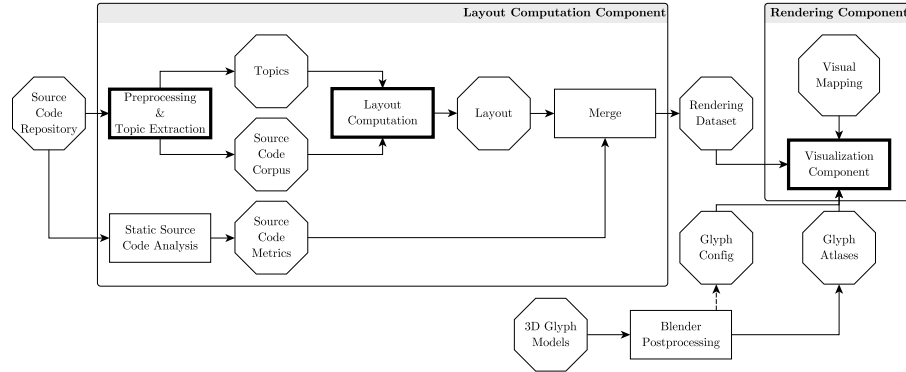 Layout Computation Component
Rendering Component
Source
Code
Repository
Preprocessing
&
Topic Extraction
Topics
Source
Code
Corpus
Layout
Computation
Layout
Merge
Rendering
Dataset
Visual
Mapping
Visualization
Component
Static Source
Code Analysis
Source
Code
Metrics
Glyph
Config
Glyph
Atlases
3D Glyph
Models
Blender
Postprocessing